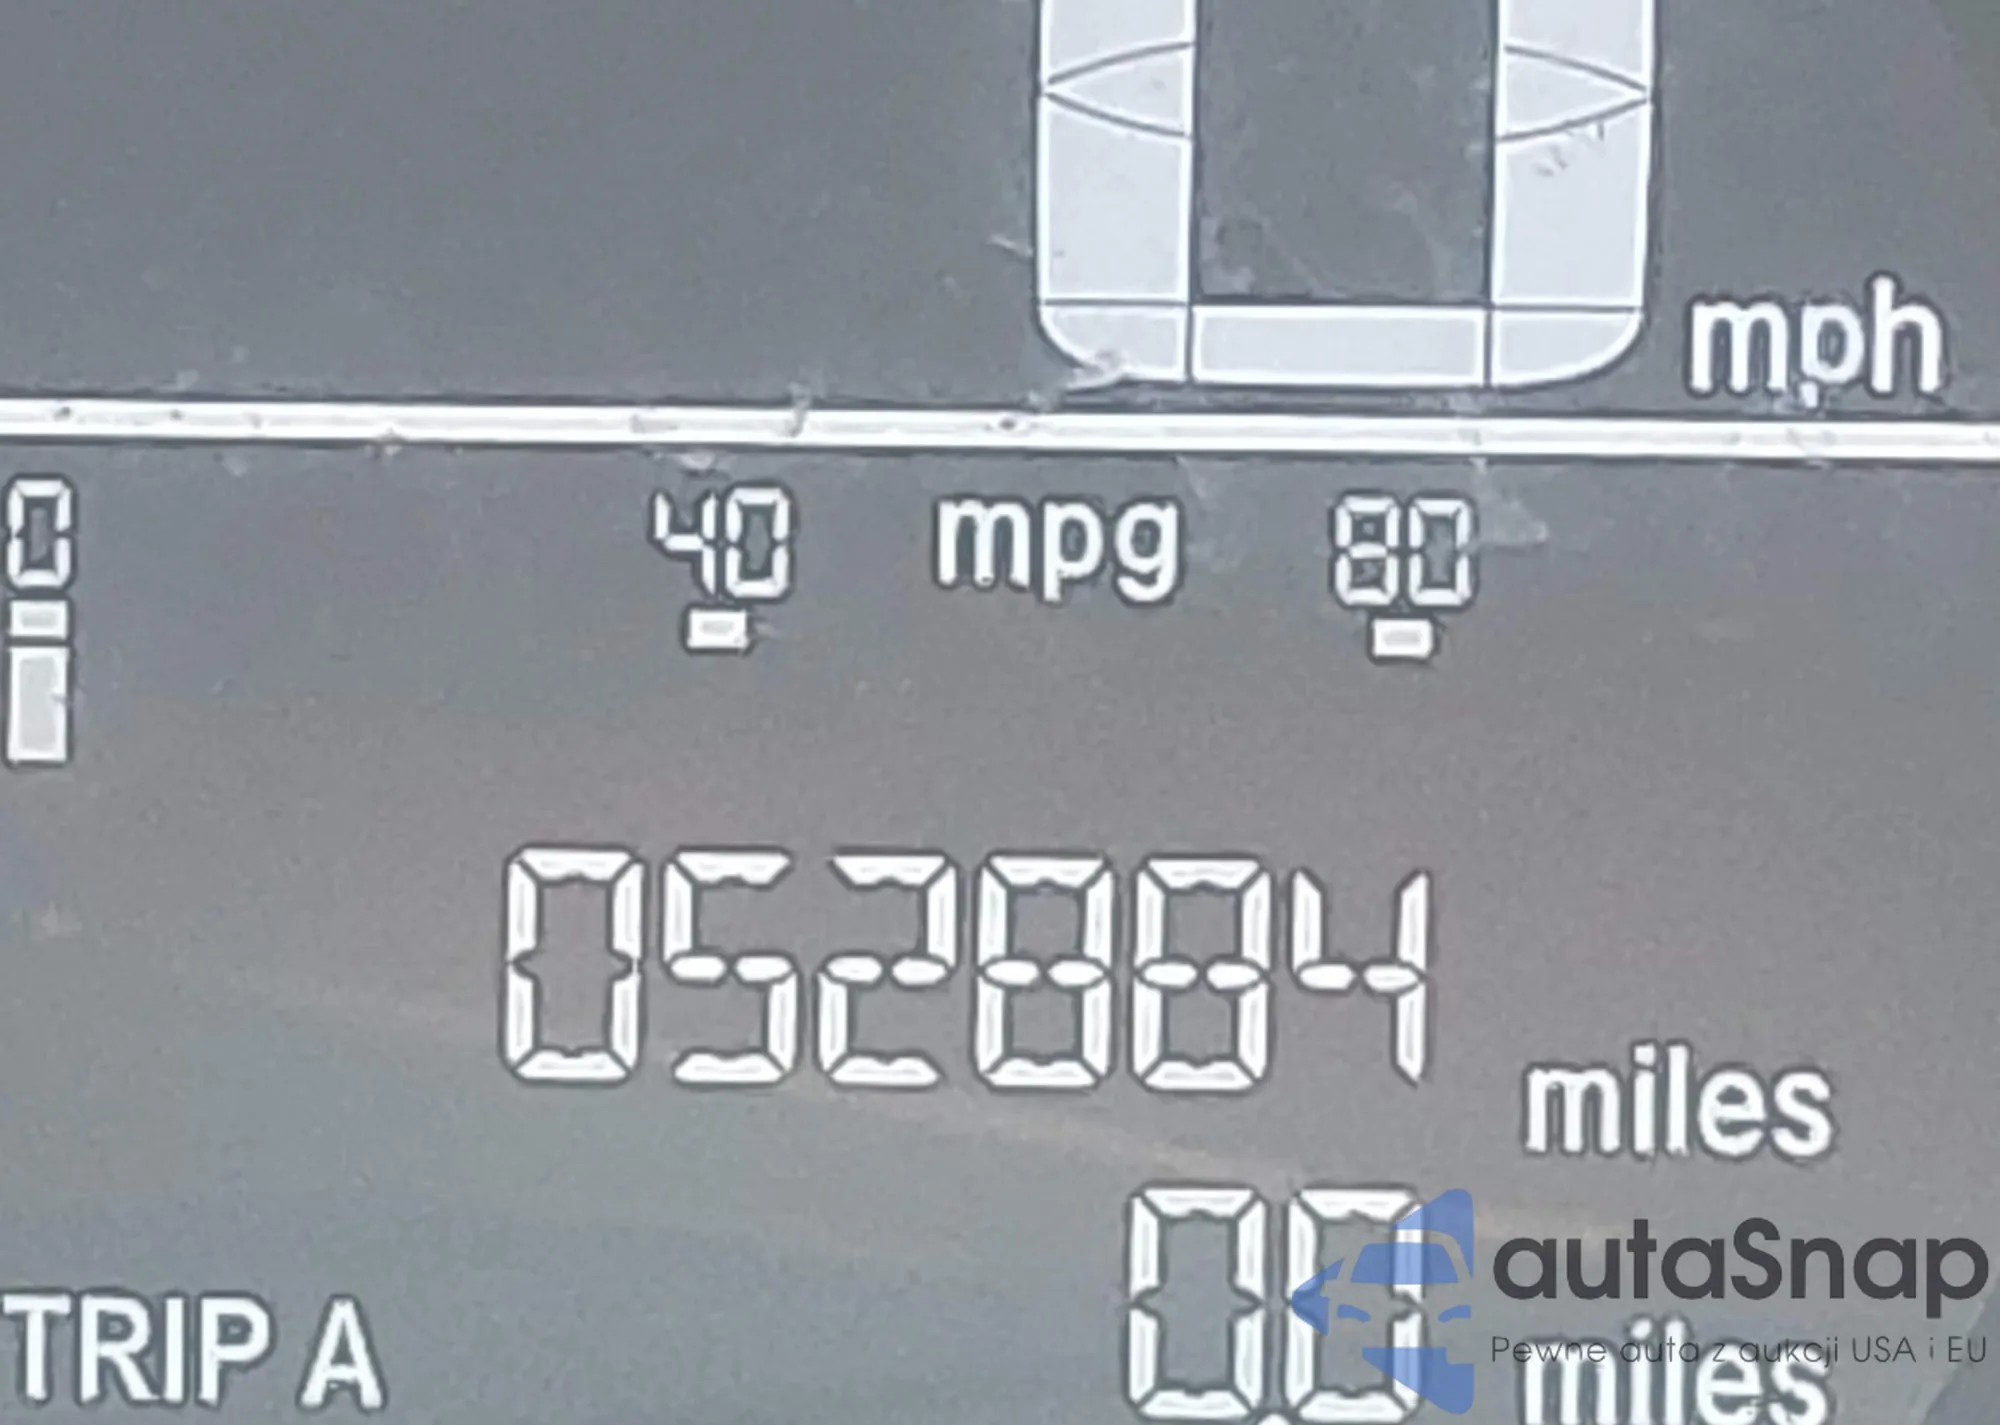 0 mph
0 40 mpg 80
052884 miles
TRIP A 0.0 miles
autaSnap
Pewne auta z aukcji USA i EU